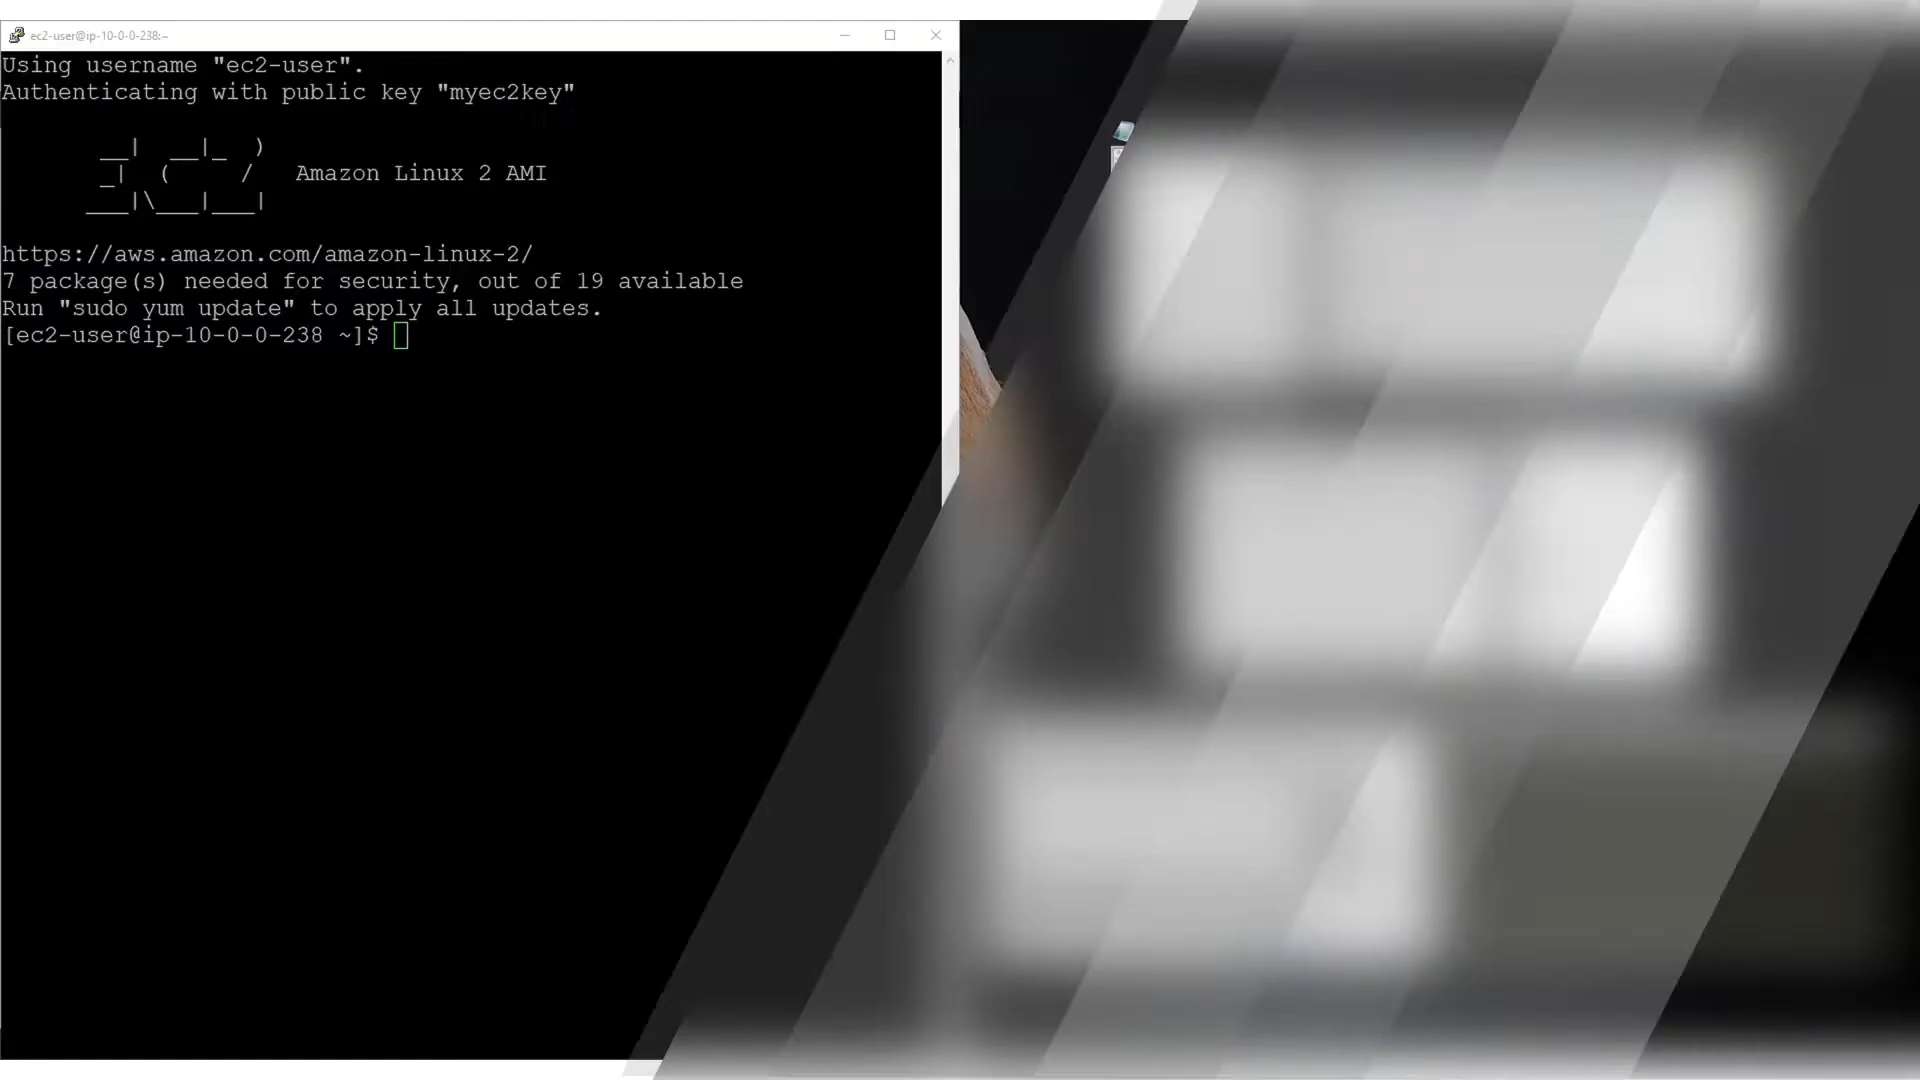 ec2-user@ip-10-0-0-238:~
Using username "ec2-user".
Authenticating with public key "myec2key"
       __|  __|_  )
       _|  (     /   Amazon Linux 2 AMI
      ___|\___|___|
https://aws.amazon.com/amazon-linux-2/
7 package(s) needed for security, out of 19 available
Run "sudo yum update" to apply all updates.
[ec2-user@ip-10-0-0-238 ~]$